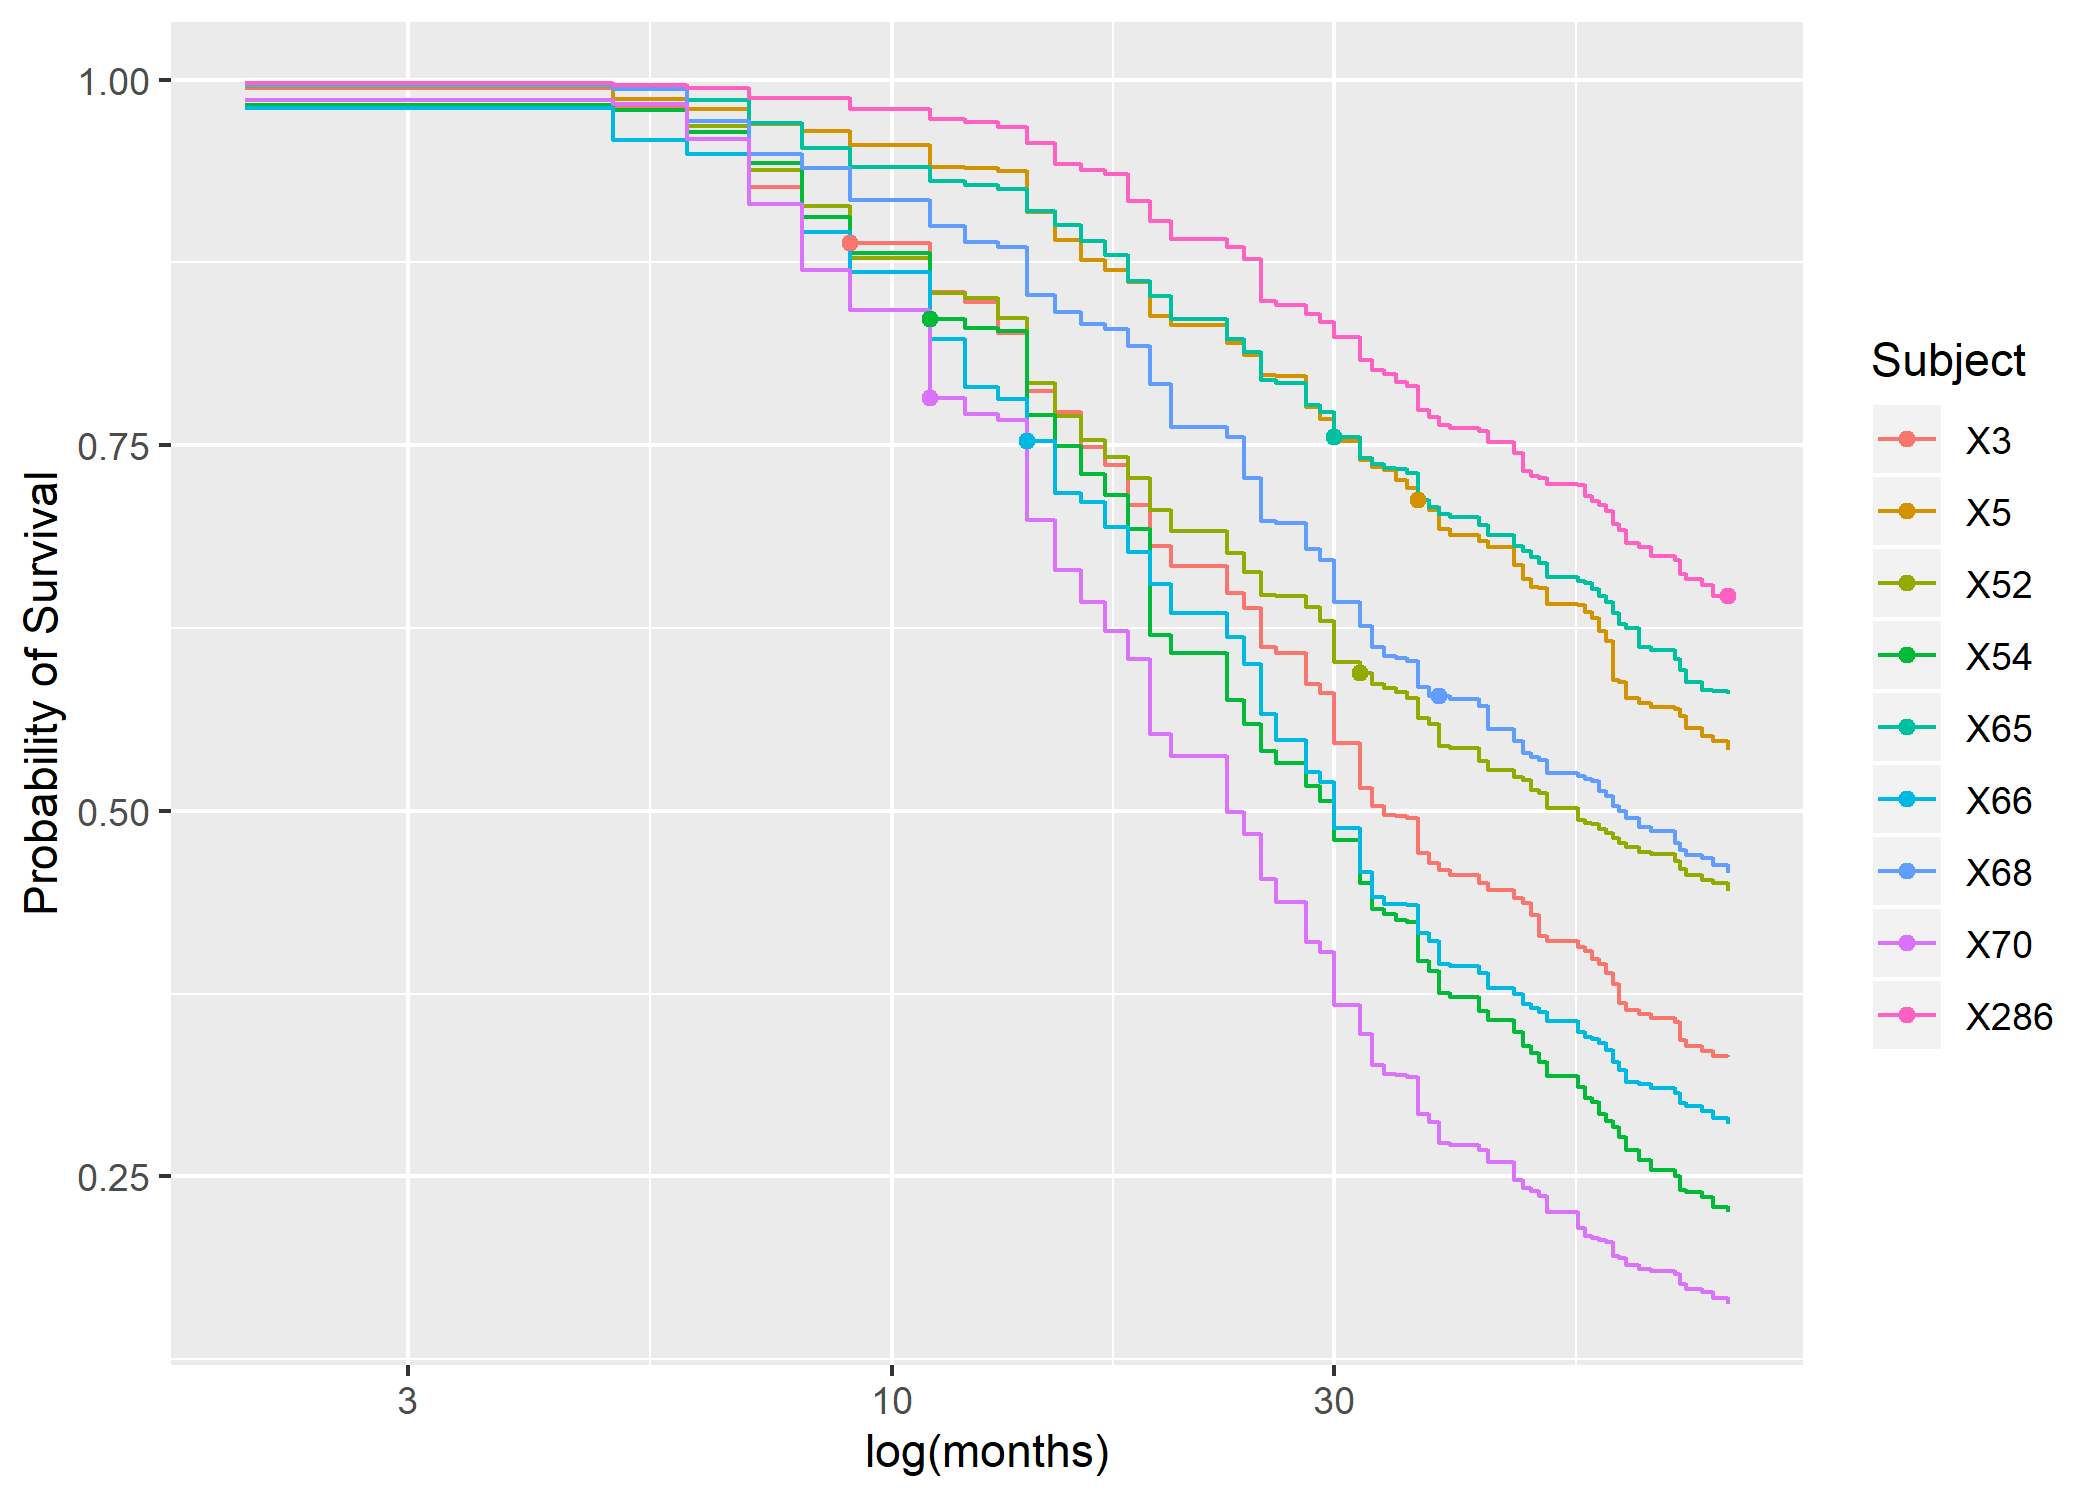 1.00
0.75
0.50
0.25
Probability of Survival
3
10
30
log(months)
Subject
X3
X5
X52
X54
X65
X66
X68
X70
X286